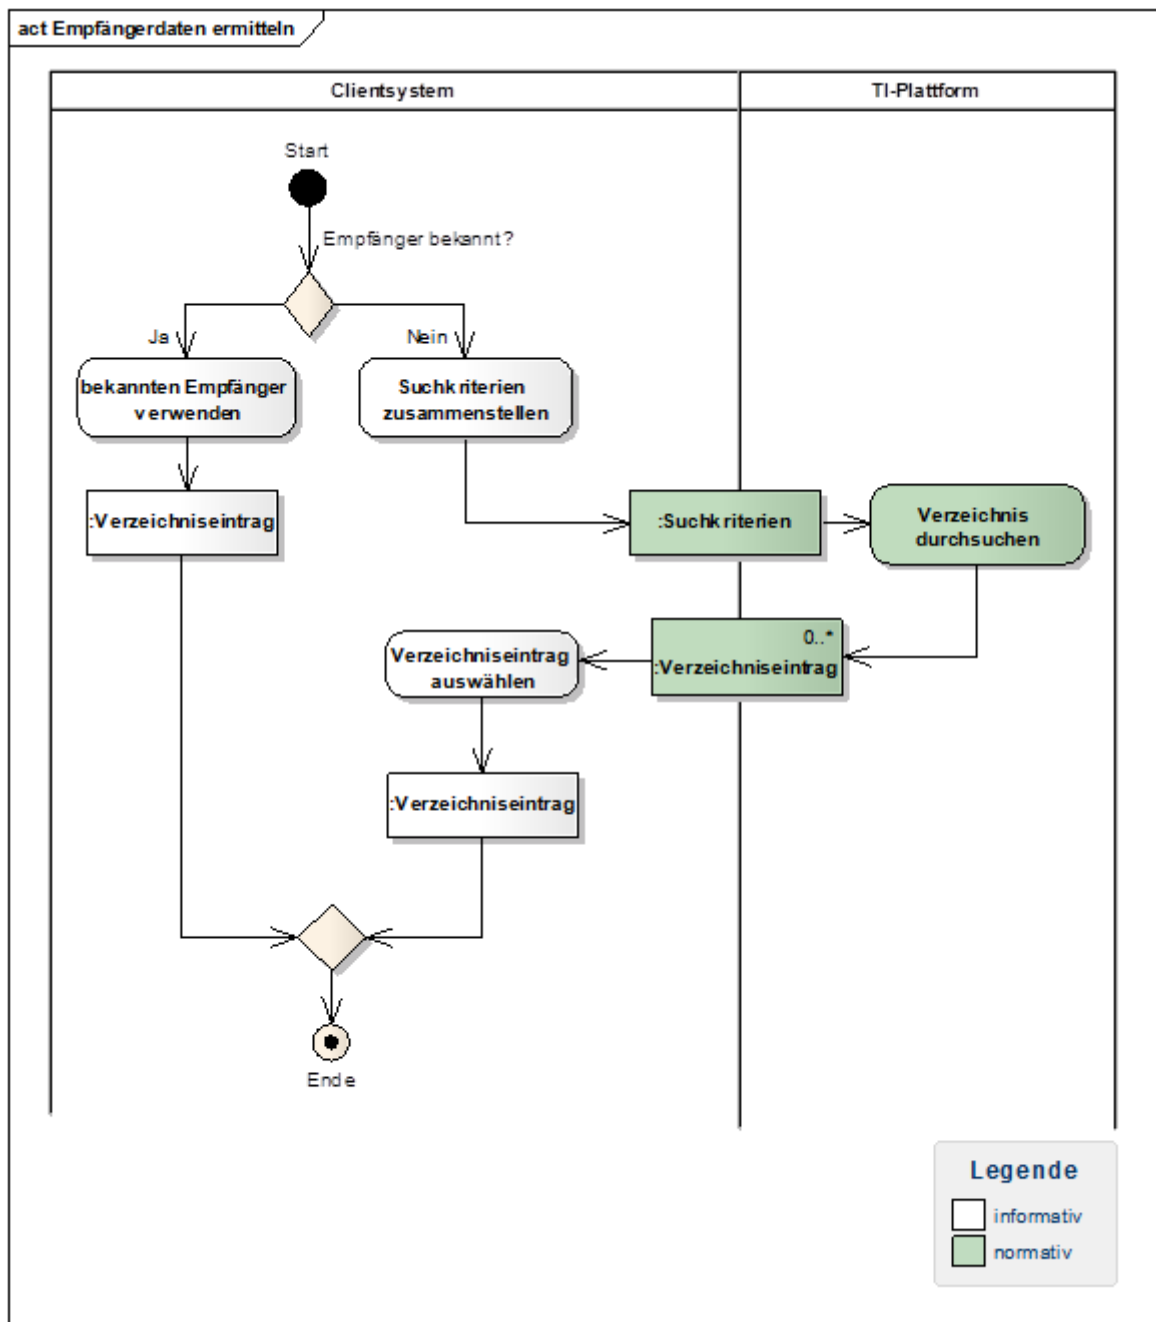 act Empfängerdaten ermitteln
Clientsystem
TI-Plattform
Start
Empfänger bekannt?
Ja
Nein
bekannten Empfänger
verwenden
Suchkriterien
zusammenstellen
:Verzeichniseintrag
:Suchkriterien
Verzeichnis
durchsuchen
0..*
:Verzeichniseintrag
Verzeichniseintrag
auswählen
:Verzeichniseintrag
Ende
Legende
informativ
normativ